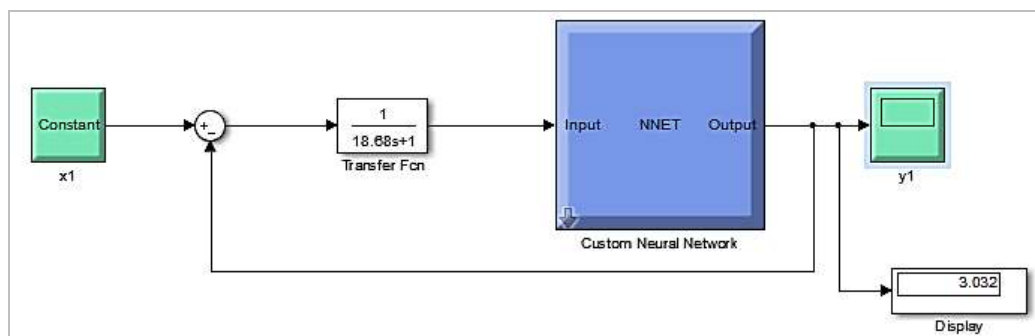 Constant
x1
+
-
1
18.68s+1
Transfer Fcn
Input NNET Output
Custom Neural Network
y1
3.032
Display